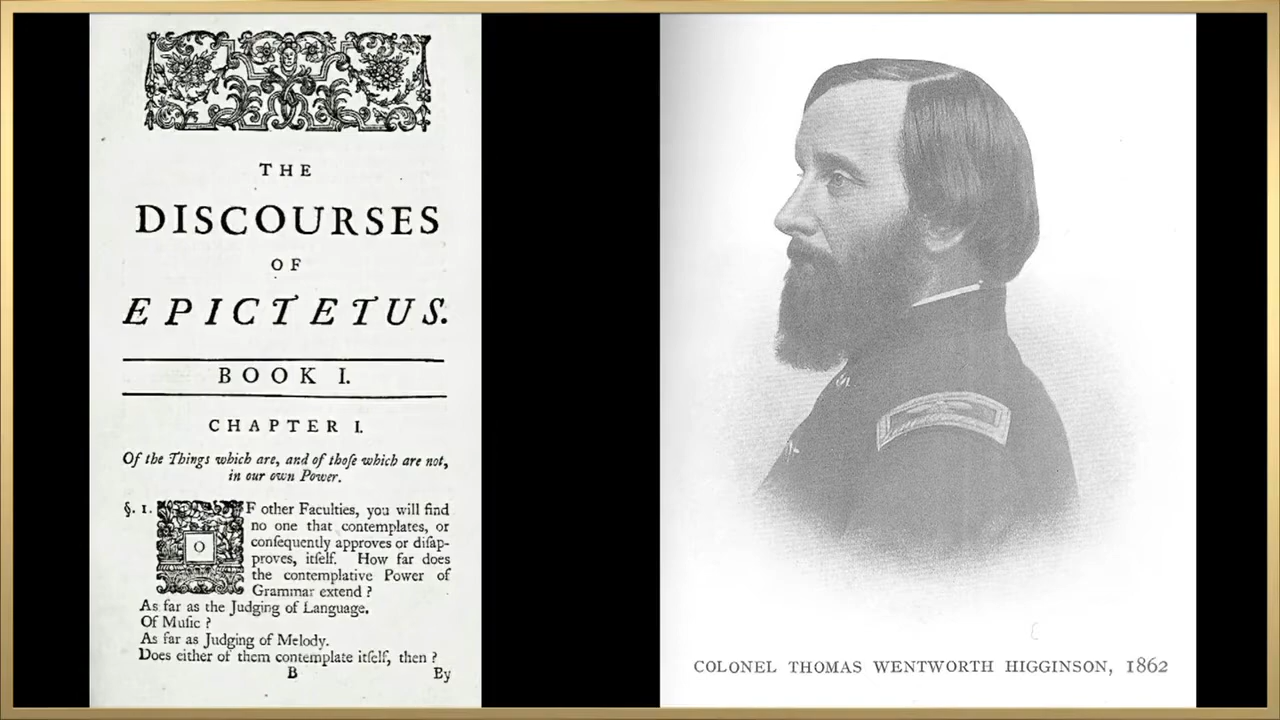 THE
DISCOURSES
OF
EPICTETUS.
BOOK I.
CHAPTER I.
Of the Things which are, and of thoſe which are not,
in our own Power.
§. 1. OF other Faculties, you will find
no one that contemplates, or
conſequently approves or diſap-
proves, itſelf. How far does
the contemplative Power of
Grammar extend ?
As far as the Judging of Language.
Of Muſic ?
As far as Judging of Melody.
Does either of them contemplate itſelf, then ?
B By
COLONEL THOMAS WENTWORTH HIGGINSON, 1862